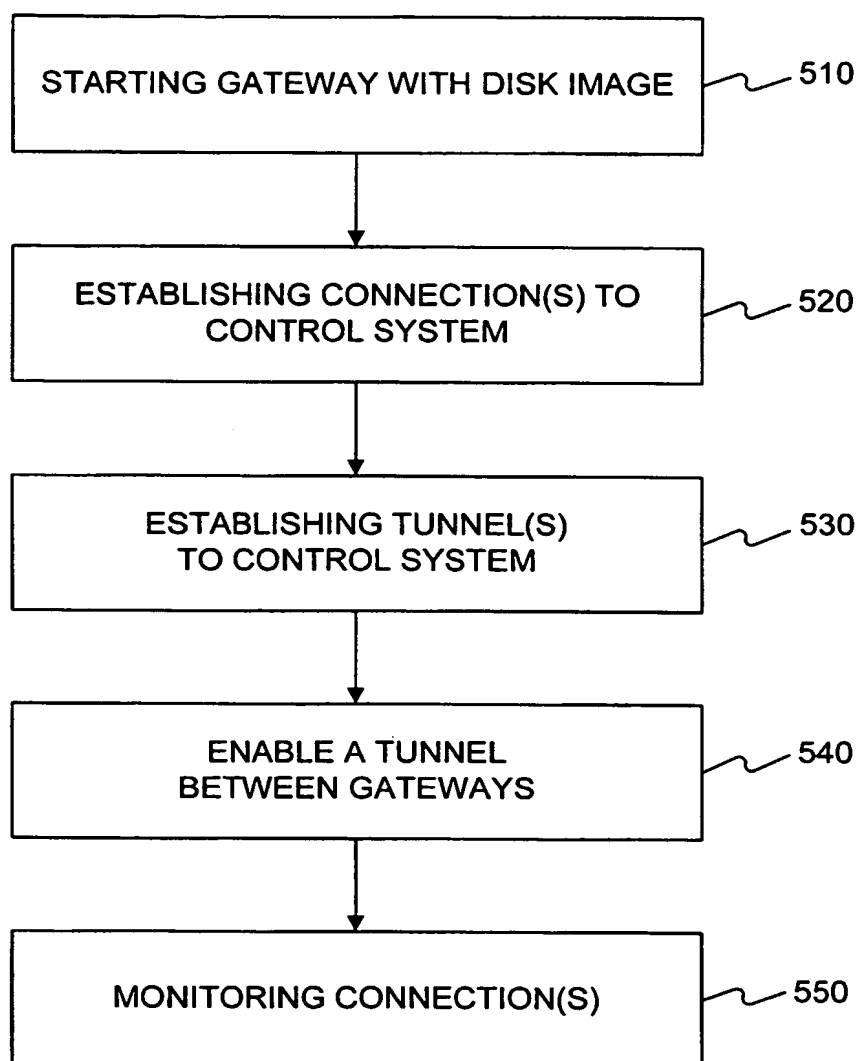 STARTING GATEWAY WITH DISK IMAGE
510
ESTABLISHING CONNECTION(S) TO
CONTROL SYSTEM
520
ESTABLISHING TUNNEL(S)
TO CONTROL SYSTEM
530
ENABLE A TUNNEL
BETWEEN GATEWAYS
540
MONITORING CONNECTION(S)
550